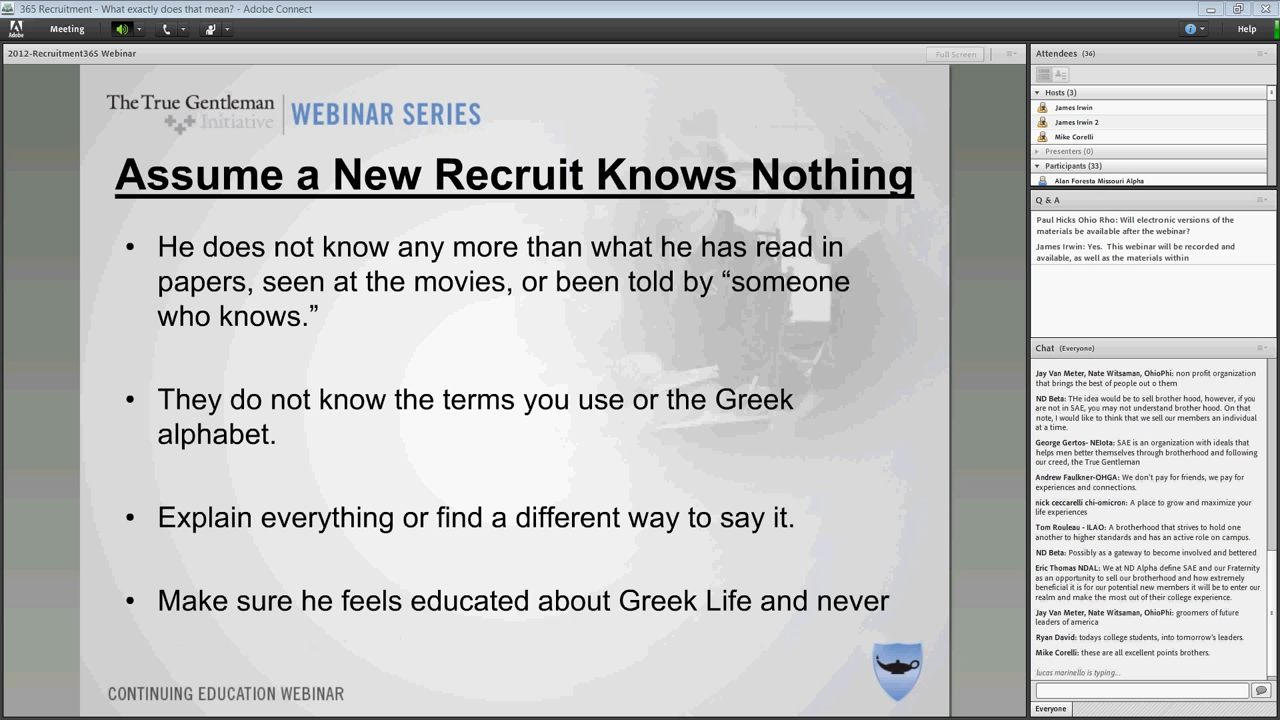 365 Recruitment - What exactly does that mean? - Adobe Connect
Adobe
Meeting
Help
2012-Recruitment365 Webinar
Full Screen
The True Gentleman
Initiative
WEBINAR SERIES
Assume a New Recruit Knows Nothing
• He does not know any more than what he has read in
papers, seen at the movies, or been told by “someone
who knows.”
• They do not know the terms you use or the Greek
alphabet.
• Explain everything or find a different way to say it.
• Make sure he feels educated about Greek Life and never
CONTINUING EDUCATION WEBINAR
Attendees (36)
Hosts (3)
James Irwin
James Irwin 2
Mike Corelli
Presenters (0)
Participants (33)
Alan Foresta Missouri Alpha
Q & A
Paul Hicks Ohio Rho: Will electronic versions of the
materials be available after the webinar?
James Irwin: Yes. This webinar will be recorded and
available, as well as the materials within
Chat (Everyone)
Jay Van Meter, Nate Witsaman, OhioPhi: non profit organization
that brings the best of people out o them
ND Beta: THe idea would be to sell brother hood, however, if you
are not in SAE, you may not understand brother hood. On that
note, I would like to think that we sell our members an individual
at a time.
George Gertos- NEIota: SAE is an organization with ideals that
helps men better themselves through brotherhood and following
our creed, the True Gentleman
Andrew Faulkner-OHGA: We don't pay for friends, we pay for
experiences and connections.
nick ceccarelli chi-omicron: A place to grow and maximize your
life experiences
Tom Rouleau - ILAO: A brotherhood that strives to hold one
another to higher standards and has an active role on campus.
ND Beta: Possibly as a gateway to become involved and bettered
Eric Thomas NDAL: We at ND Alpha define SAE and our Fraternity
as an opportunity to sell our brotherhood and how extremely
beneficial it is for our potential new members it will be to enter our
realm and make the most out of their college experience.
Jay Van Meter, Nate Witsaman, OhioPhi: groomers of future
leaders of america
Ryan David: todays college students, into tomorrow's leaders.
Mike Corelli: these are all excellent points brothers.
lucas marinello is typing...
Everyone